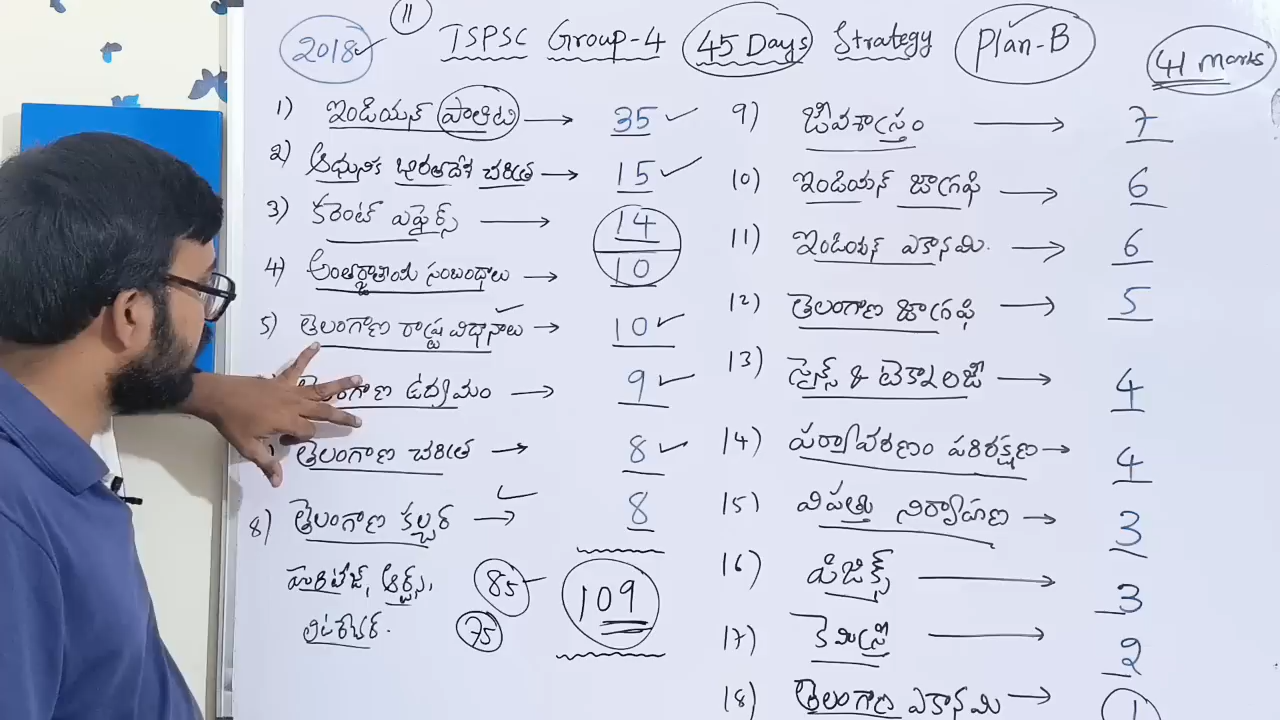 2018 ✓ 11 TSPSC Group-4 45 Days Strategy Plan-B 41 marks
1) ఇండియన్ పాలిటి → 35 ✓
2) ఆధునిక భారతదేశ చరిత్ర → 15 ✓
3) కరెంట్ ఎఫైర్స్ → 14
4) అంతర్జాతీయ సంబంధాలు → 10
5) తెలంగాణ రాష్ట్ర విధానాలు → 10 ✓
తెలంగాణ ఉద్యమం → 9 ✓
తెలంగాణ చరిత్ర → 8 ✓
8) తెలంగాణ కల్చర్ → 8
హెరిటేజ్, ఆర్ట్స్, 85
లిటరేచర్. 75
109
9) జీవశాస్త్రం → 7
10) ఇండియన్ జాగ్రఫి → 6
11) ఇండియన్ ఎకానమి. → 6
12) తెలంగాణ జాగ్రఫి → 5
13) సైన్స్ & టెకానలజీ → 4
14) పర్యావరణం పరిరక్షణ → 4
15) విపత్తు నిర్వాహణ → 3
16) ఫిజిక్స్ → 3
17) కెమిస్త్రీ → 2
18) తెలంగాణ ఎకానమి → 1